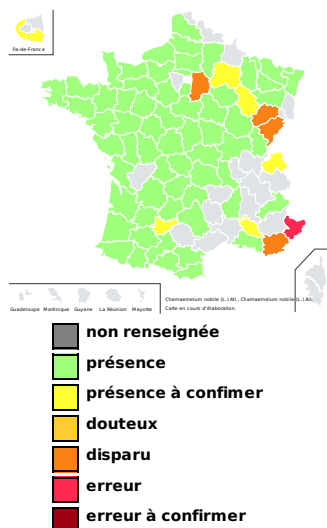 Île-de-France
Guadeloupe Martinique Guyane La Réunion Mayotte
Chamaemelum nobile (L.) All., Chamaemelum nobile (L.) All.
Carte en cours d'élaboration.
non renseignée
présence
présence à confimer
douteux
disparu
erreur
erreur à confirmer